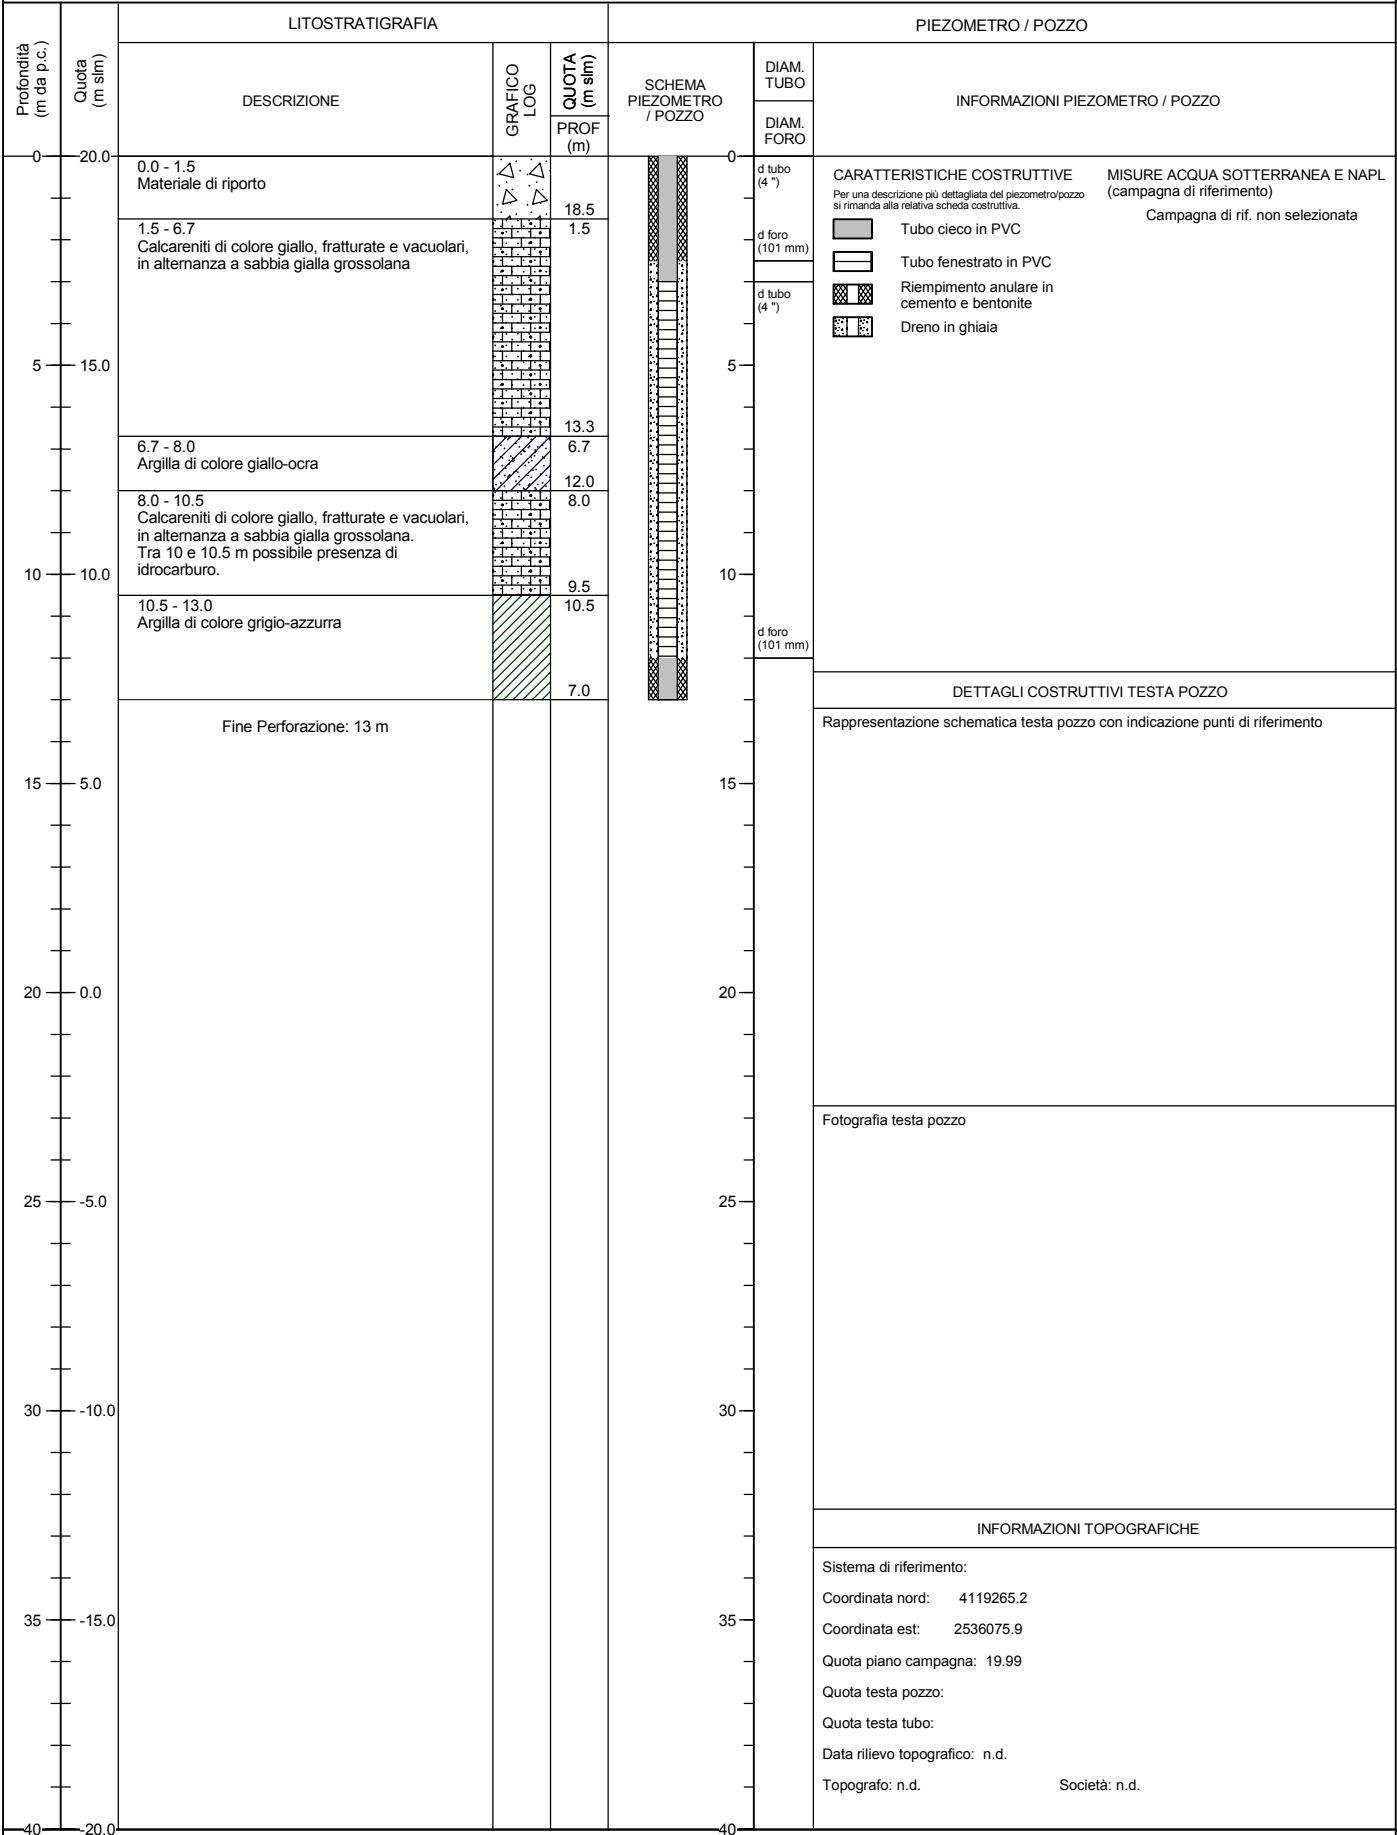 LITOSTRATIGRAFIA
PIEZOMETRO / POZZO
Profondità
(m da p.c.)
Quota
(m slm)
DESCRIZIONE
GRAFICO
LOG
QUOTA
(m slm)
PROF
(m)
SCHEMA
PIEZOMETRO
/ POZZO
DIAM.
TUBO
DIAM.
FORO
INFORMAZIONI PIEZOMETRO / POZZO
0
20.0
5
15.0
10
10.0
15
5.0
20
0.0
25
-5.0
30
-10.0
35
-15.0
40
-20.0
0.0 - 1.5
Materiale di riporto
18.5
1.5 - 6.7
1.5
Calcareniti di colore giallo, fratturate e vacuolari,
in alternanza a sabbia gialla grossolana
13.3
6.7 - 8.0
6.7
Argilla di colore giallo-ocra
12.0
8.0 - 10.5
8.0
Calcareniti di colore giallo, fratturate e vacuolari,
in alternanza a sabbia gialla grossolana.
Tra 10 e 10.5 m possibile presenza di
idrocarburo.
9.5
10.5 - 13.0
10.5
Argilla di colore grigio-azzurra
7.0
Fine Perforazione: 13 m
0
5
10
15
20
25
30
35
40
d tubo
(4 ")
d foro
(101 mm)
d tubo
(4 ")
d foro
(101 mm)
CARATTERISTICHE COSTRUTTIVE
Per una descrizione più dettagliata del piezometro/pozzo
si rimanda alla relativa scheda costruttiva.
Tubo cieco in PVC
Tubo fenestrato in PVC
Riempimento anulare in
cemento e bentonite
Dreno in ghiaia
MISURE ACQUA SOTTERRANEA E NAPL
(campagna di riferimento)
Campagna di rif. non selezionata
DETTAGLI COSTRUTTIVI TESTA POZZO
Rappresentazione schematica testa pozzo con indicazione punti di riferimento
Fotografia testa pozzo
INFORMAZIONI TOPOGRAFICHE
Sistema di riferimento:
Coordinata nord: 4119265.2
Coordinata est: 2536075.9
Quota piano campagna: 19.99
Quota testa pozzo:
Quota testa tubo:
Data rilievo topografico: n.d.
Topografo: n.d. Società: n.d.